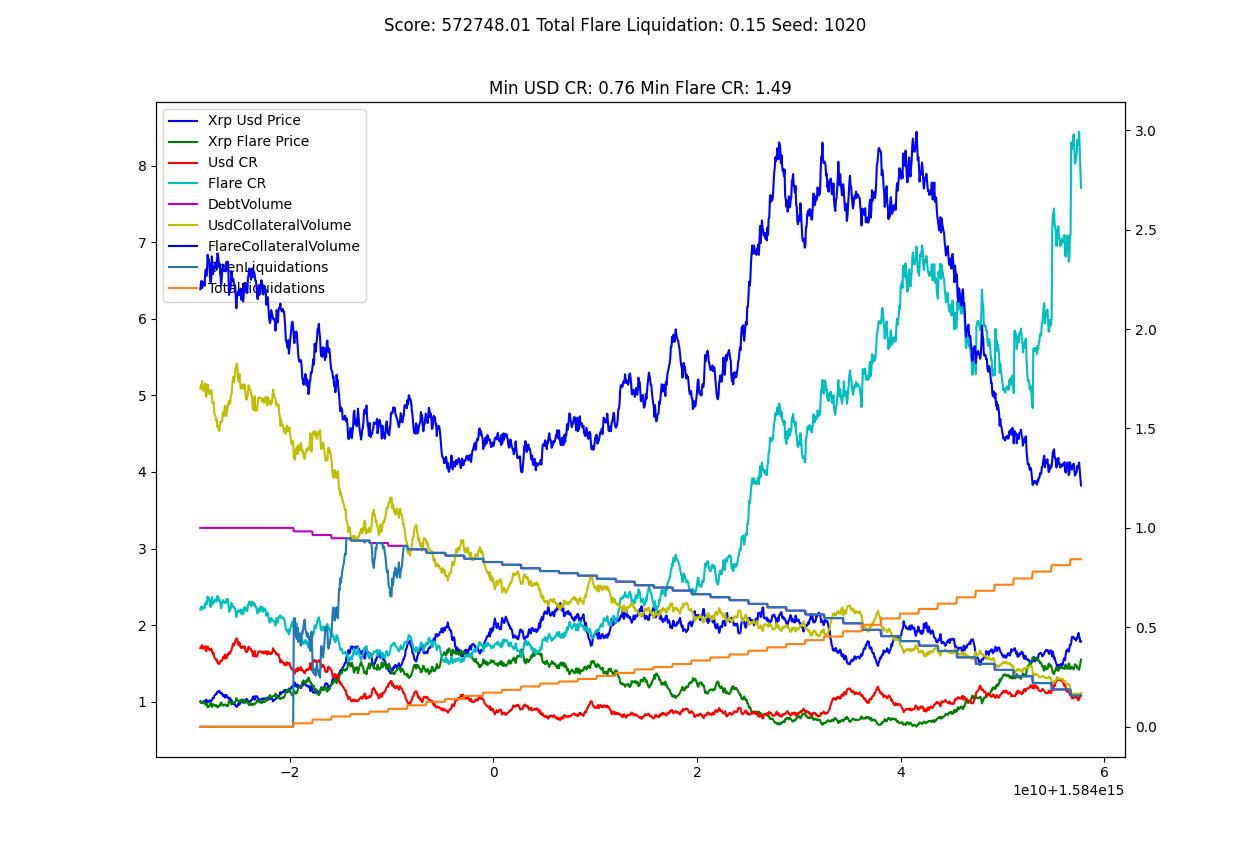 Score: 572748.01 Total Flare Liquidation: 0.15 Seed: 1020
Min USD CR: 0.76 Min Flare CR: 1.49
Xrp Usd Price
Xrp Flare Price
Usd CR
Flare CR
DebtVolume
UsdCollateralVolume
FlareCollateralVolume
OpenLiquidations
TotalLiquidations
8
7
6
5
4
3
2
1
3.0
2.5
2.0
1.5
1.0
0.5
0.0
−2 0 2 4 6
1e10+1.584e15